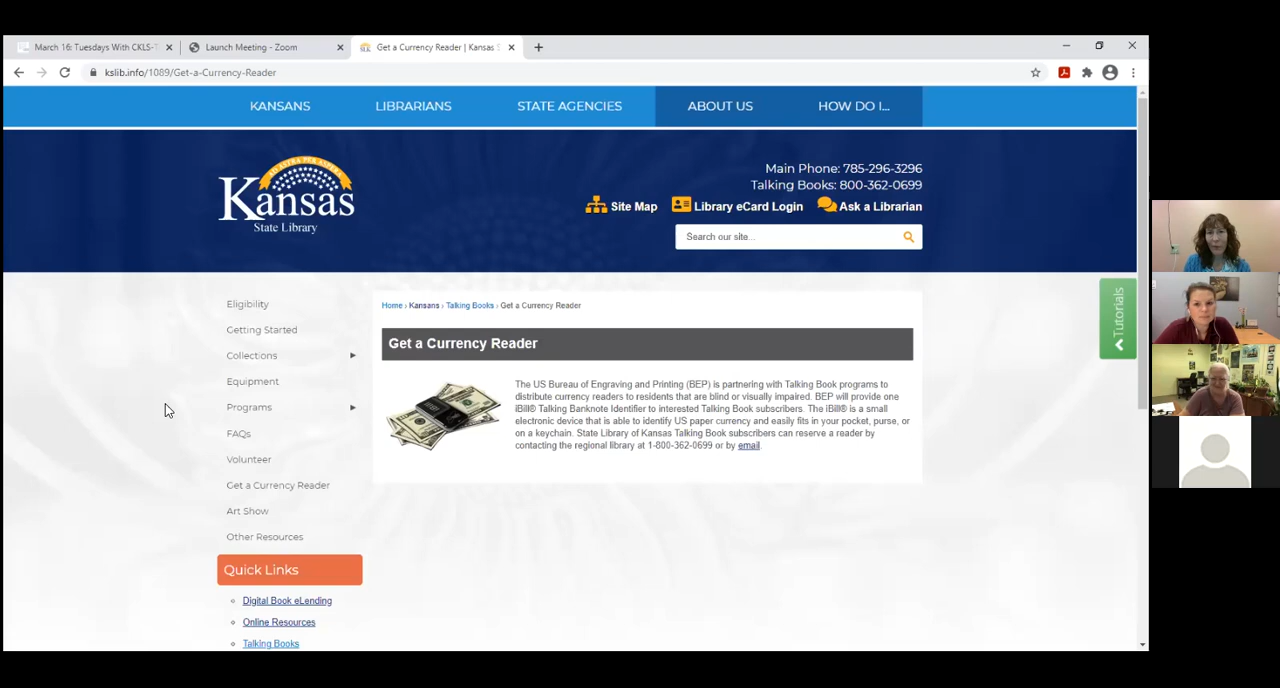 March 16: Tuesdays With CKLS-T
Launch Meeting - Zoom
Get a Currency Reader | Kansas S
kslib.info/1089/Get-a-Currency-Reader
KANSANS
LIBRARIANS
STATE AGENCIES
ABOUT US
HOW DO I...
AD ASTRA PER ASPERA
Kansas
State Library
Main Phone: 785-296-3296
Talking Books: 800-362-0699
Site Map
Library eCard Login
Ask a Librarian
Search our site...
Tutorials
Eligibility
Getting Started
Collections
Equipment
Programs
FAQs
Volunteer
Get a Currency Reader
Art Show
Other Resources
Quick Links
Digital Book eLending
Online Resources
Talking Books
Home › Kansans › Talking Books › Get a Currency Reader
Get a Currency Reader
The US Bureau of Engraving and Printing (BEP) is partnering with Talking Book programs to
distribute currency readers to residents that are blind or visually impaired. BEP will provide one
iBill® Talking Banknote Identifier to interested Talking Book subscribers. The iBill® is a small
electronic device that is able to identify US paper currency and easily fits in your pocket, purse, or
on a keychain. State Library of Kansas Talking Book subscribers can reserve a reader by
contacting the regional library at 1-800-362-0699 or by email.